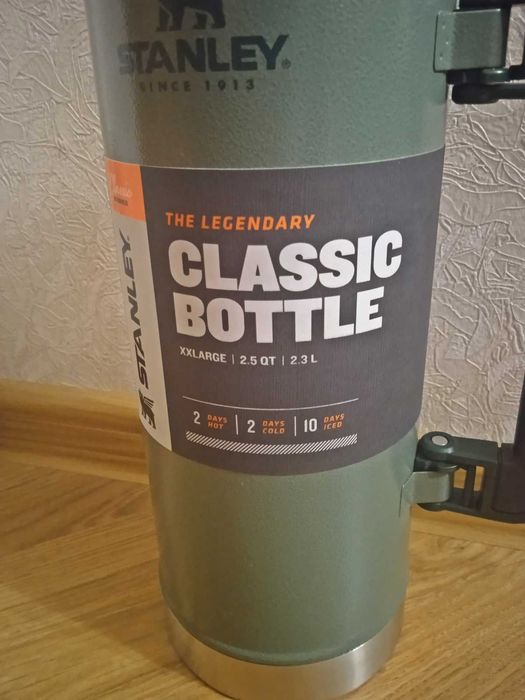 STANLEY®
SINCE 1913
THE LEGENDARY
CLASSIC
BOTTLE
XXLARGE | 2.5 QT | 2.3 L
2 DAYS HOT | 2 DAYS COLD | 10 DAYS ICED
STANLEY